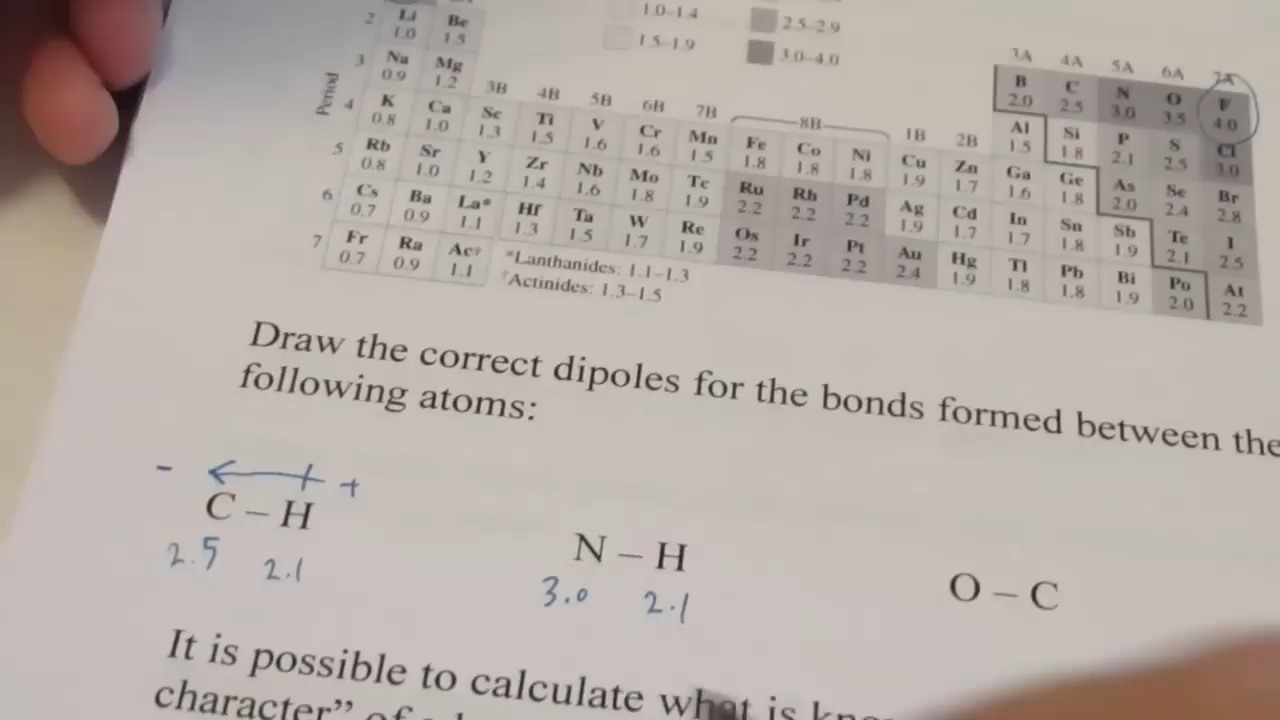 1.0–1.4 2.5–2.9
1.5–1.9 3.0–4.0
2 Li Be
1.0 1.5
3A 4A 5A 6A 7A
3 Na Mg B C N O F
0.9 1.2 2.0 2.5 3.0 3.5 4.0
Period
3B 4B 5B 6B 7B 8B 1B 2B
Al Si P S Cl
1.5 1.8 2.1 2.5 3.0
4 K Ca Sc Ti V Cr Mn Fe Co Ni Cu Zn Ga Ge As Se Br
0.8 1.0 1.3 1.5 1.6 1.6 1.5 1.8 1.8 1.8 1.9 1.7 1.6 1.8 2.0 2.4 2.8
5 Rb Sr Y Zr Nb Mo Tc Ru Rh Pd Ag Cd In Sn Sb Te I
0.8 1.0 1.2 1.4 1.6 1.8 1.9 2.2 2.2 2.2 1.9 1.7 1.7 1.8 1.9 2.1 2.5
6 Cs Ba La* Hf Ta W Re Os Ir Pt Au Hg Tl Pb Bi Po At
0.7 0.9 1.1 1.3 1.5 1.7 1.9 2.2 2.2 2.2 2.4 1.9 1.8 1.8 1.9 2.0 2.2
7 Fr Ra Ac†
0.7 0.9 1.1
*Lanthanides: 1.1–1.3
†Actinides: 1.3–1.5
Draw the correct dipoles for the bonds formed between the
following atoms:
- +
C – H N – H O – C
2.5 2.1 3.0 2.1
It is possible to calculate what is
character" of